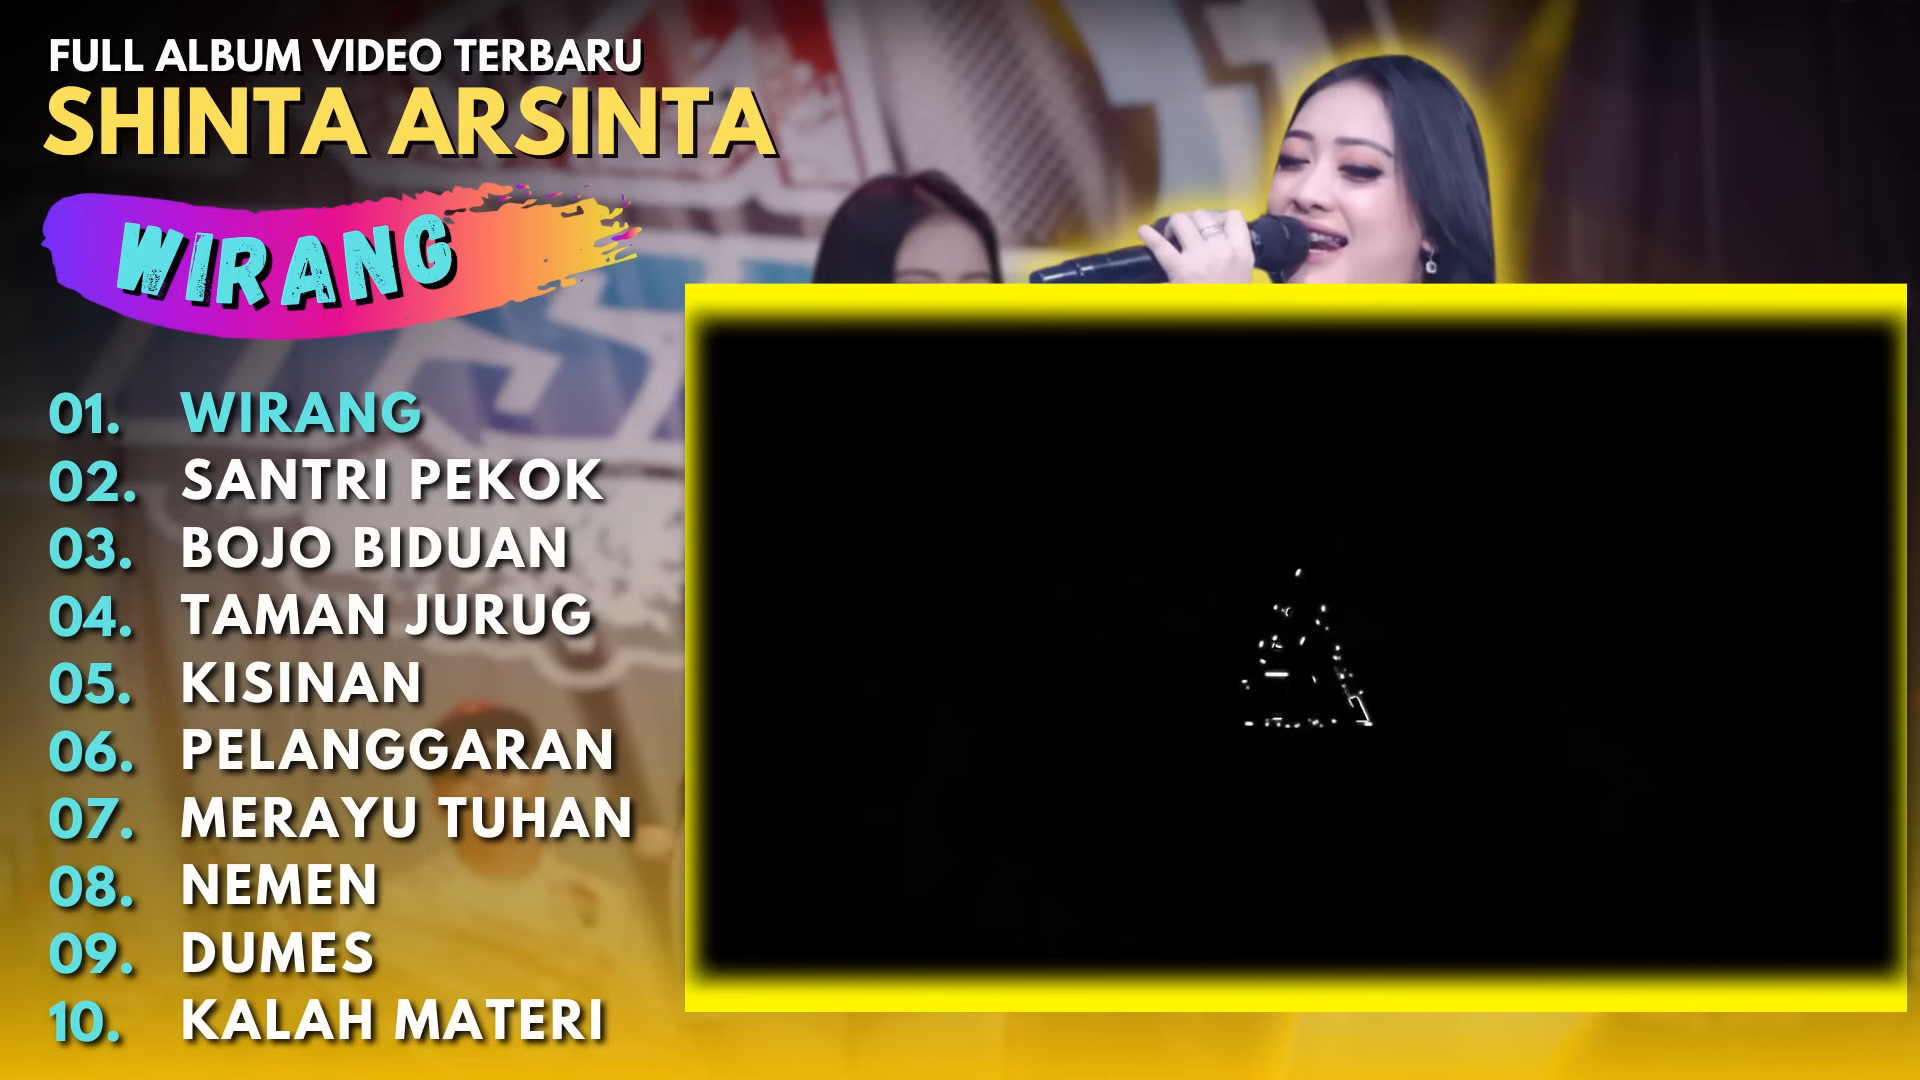 FULL ALBUM VIDEO TERBARU
SHINTA ARSINTA
WIRANG
01. WIRANG
02. SANTRI PEKOK
03. BOJO BIDUAN
04. TAMAN JURUG
05. KISINAN
06. PELANGGARAN
07. MERAYU TUHAN
08. NEMEN
09. DUMES
10. KALAH MATERI